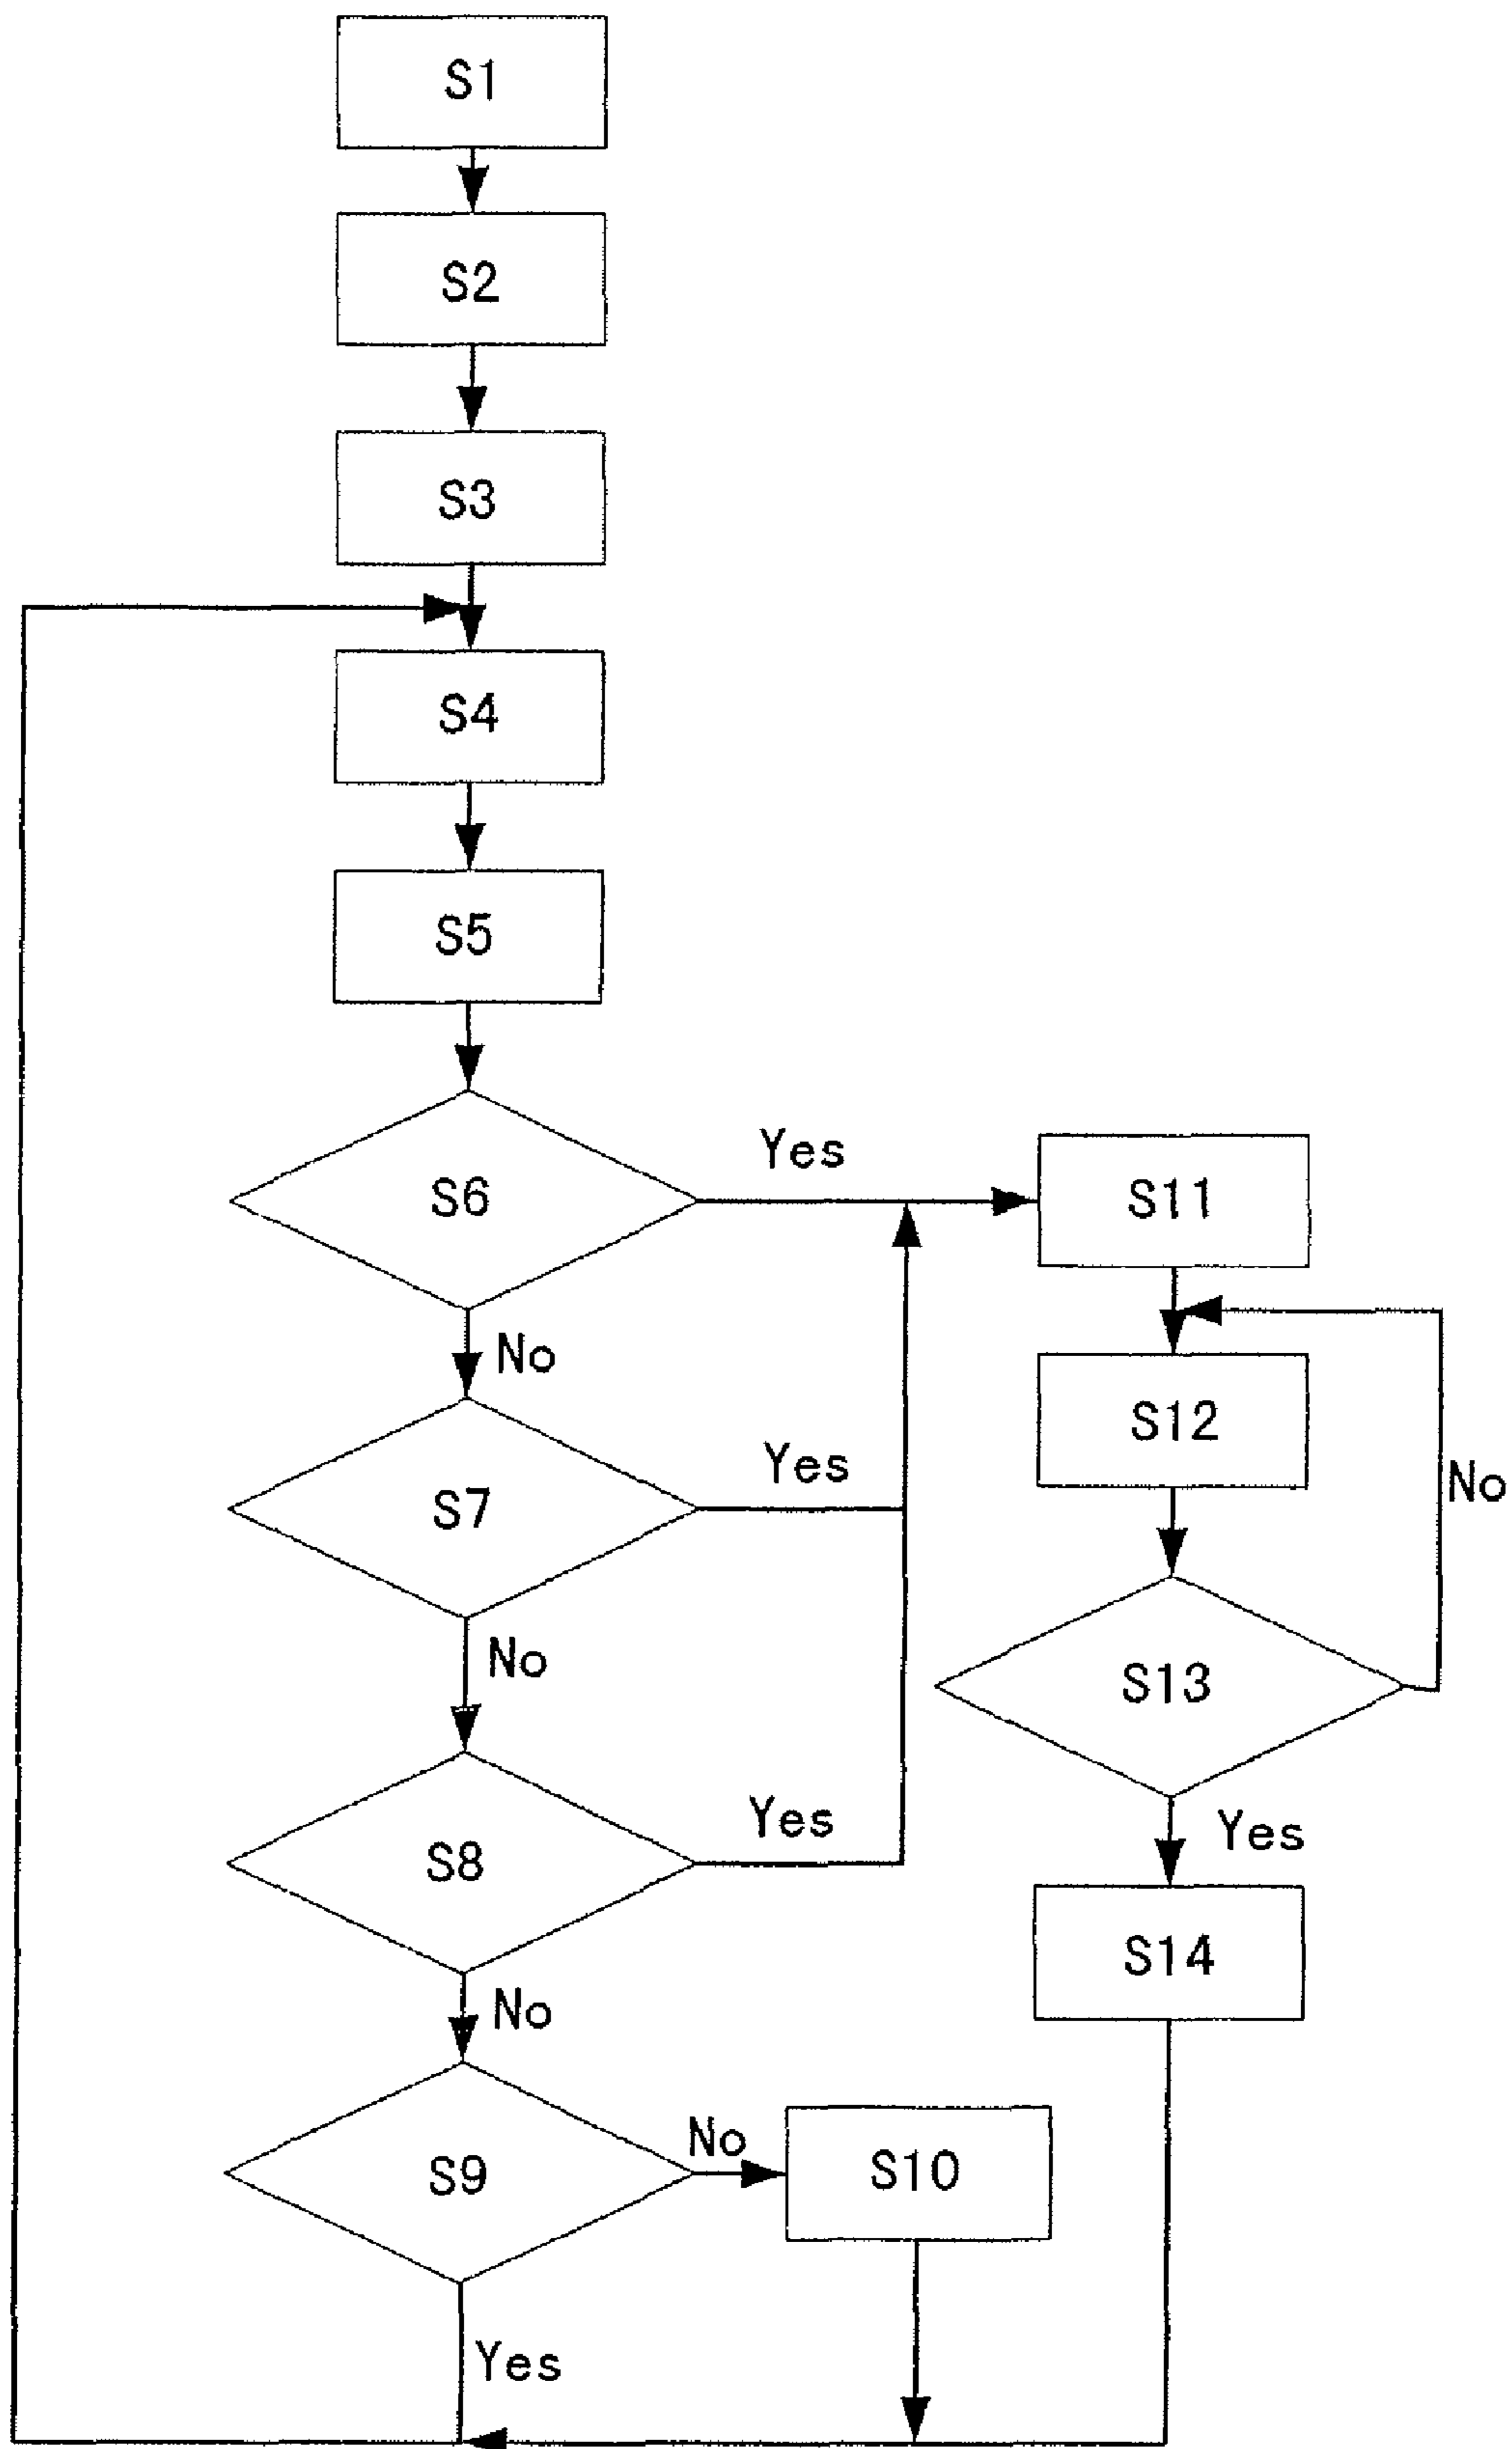 S1
S2
S3
S4
S5
S6
Yes
S11
No
S12
S7
Yes
No
S13
No
S8
Yes
Yes
S14
No
S9
No
S10
Yes